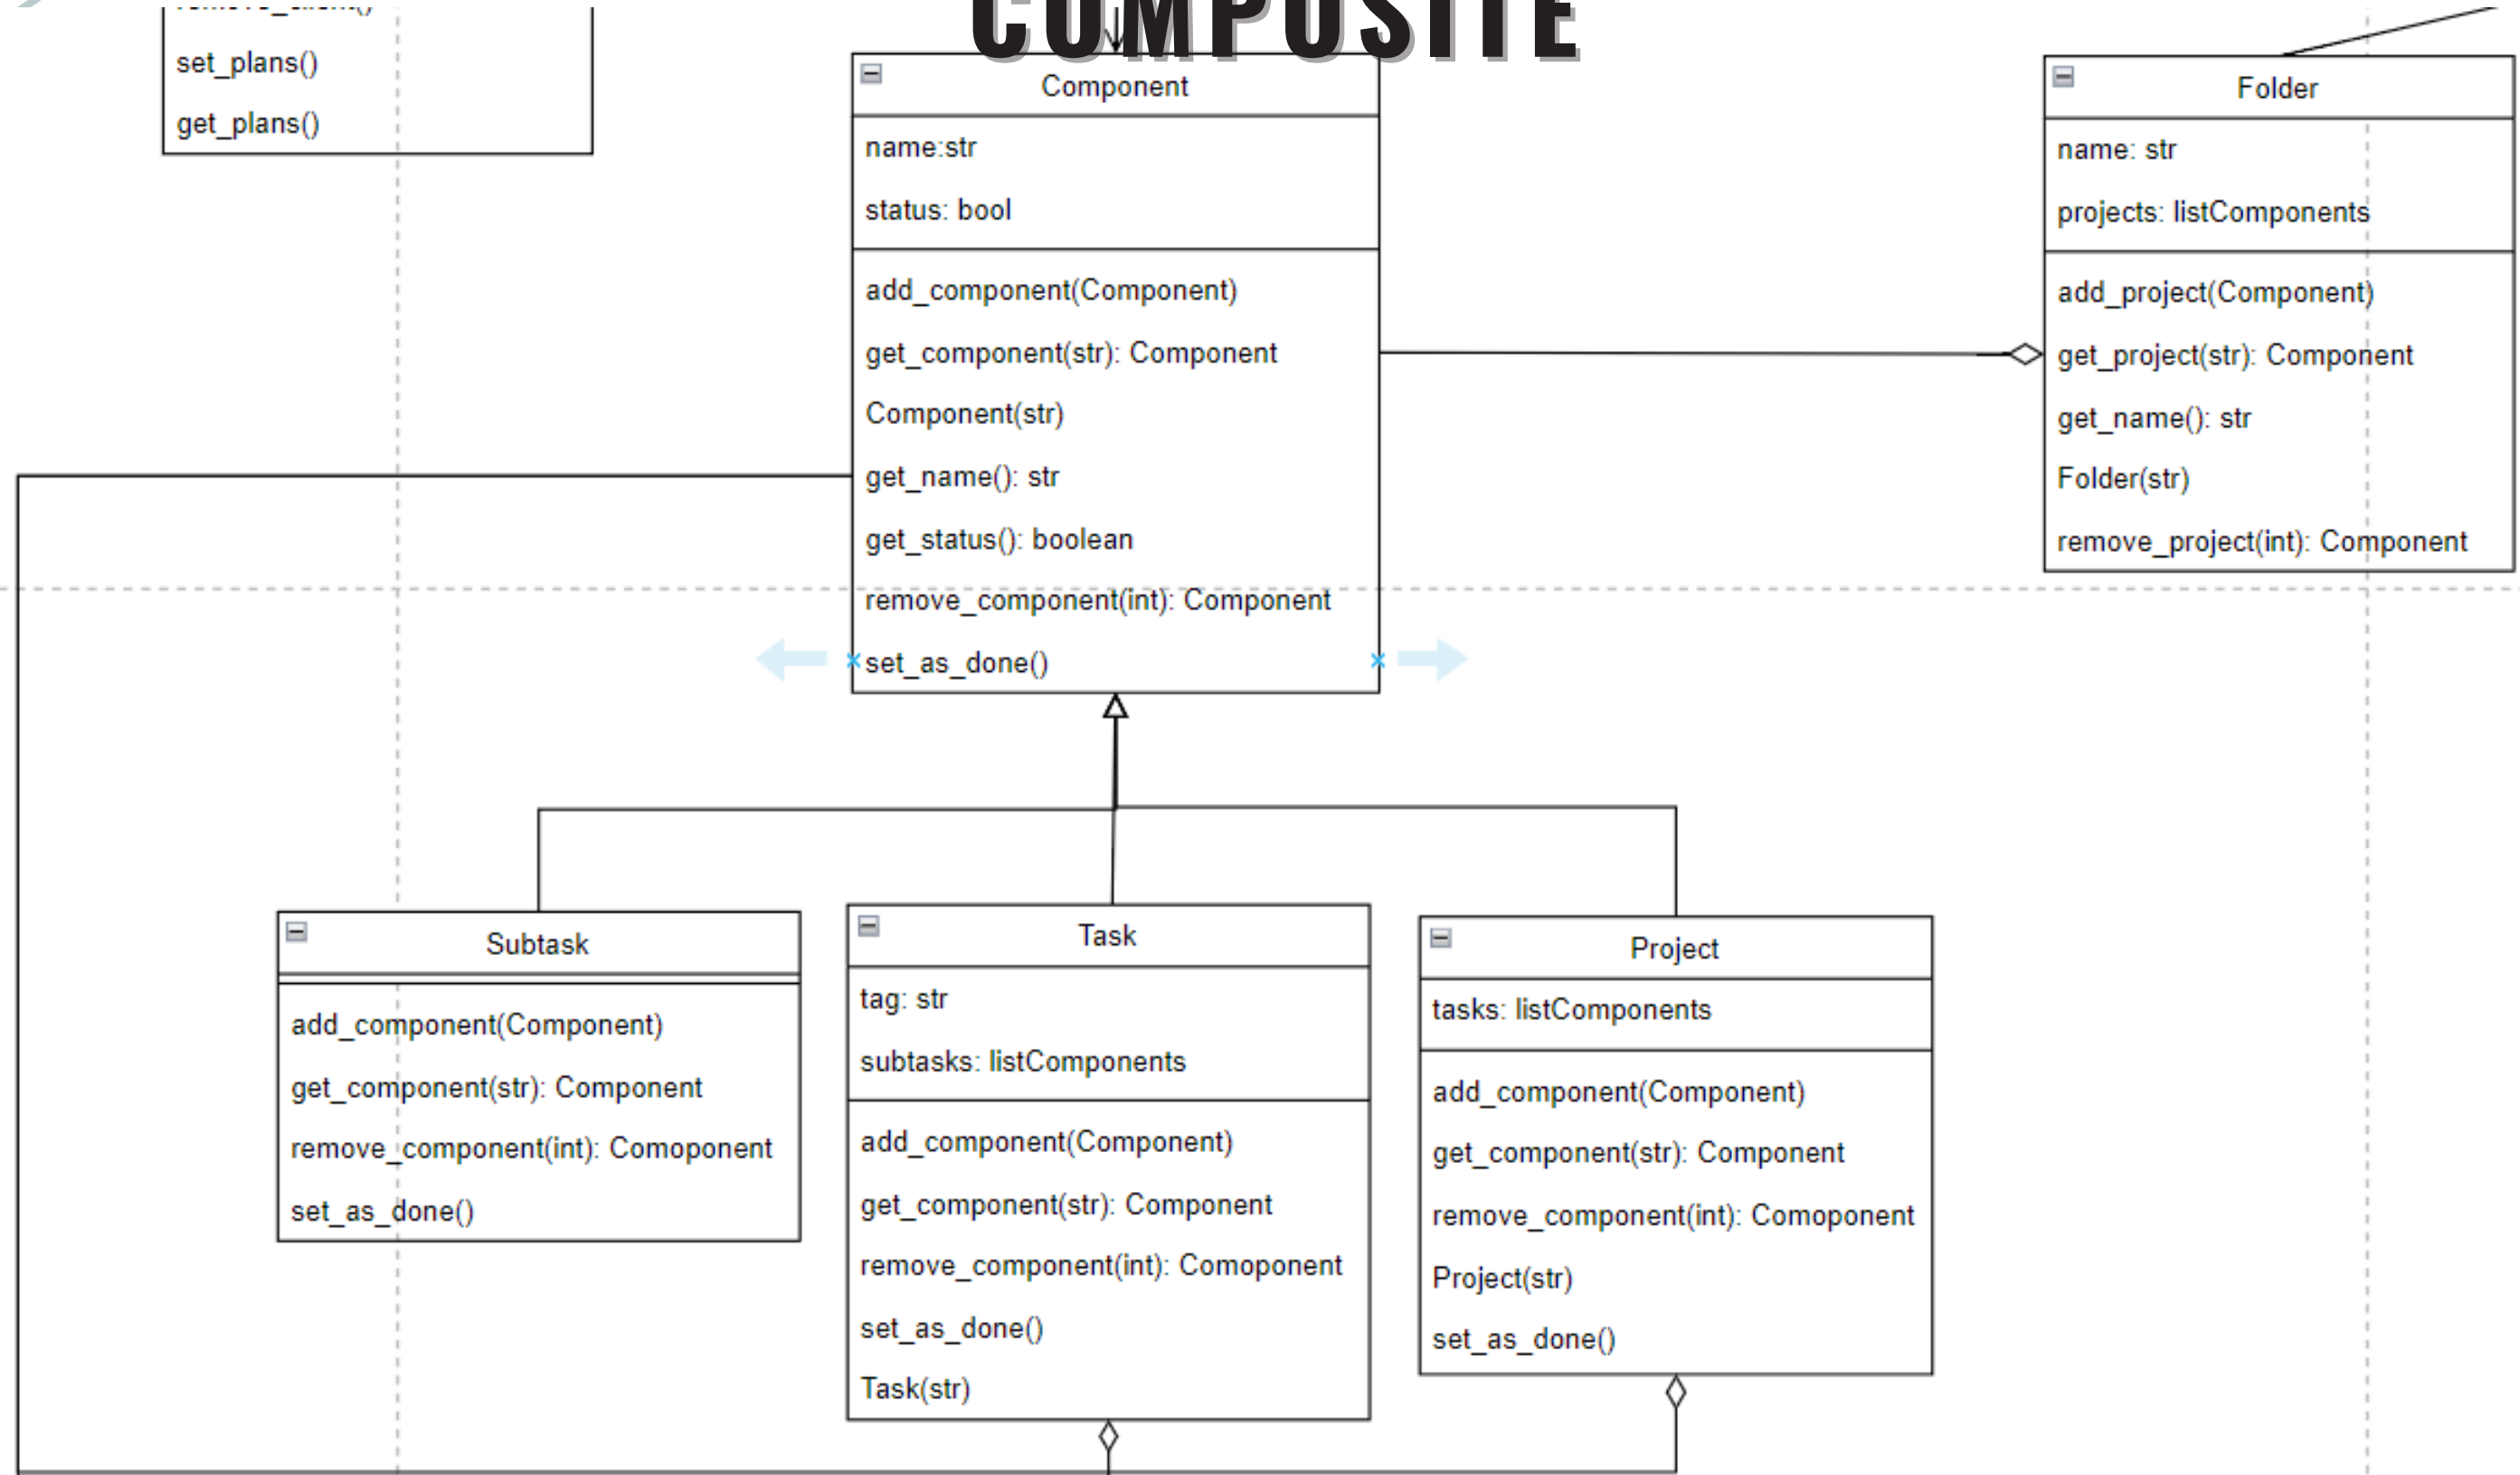 COMPOSITE
set_plans()
get_plans()
Component
name:str
status: bool
add_component(Component)
get_component(str): Component
Component(str)
get_name(): str
get_status(): boolean
remove_component(int): Component
set_as_done()
Folder
name: str
projects: listComponents
add_project(Component)
get_project(str): Component
get_name(): str
Folder(str)
remove_project(int): Component
Subtask
add_component(Component)
get_component(str): Component
remove_component(int): Comoponent
set_as_done()
Task
tag: str
subtasks: listComponents
add_component(Component)
get_component(str): Component
remove_component(int): Comoponent
set_as_done()
Task(str)
Project
tasks: listComponents
add_component(Component)
get_component(str): Component
remove_component(int): Comoponent
Project(str)
set_as_done()